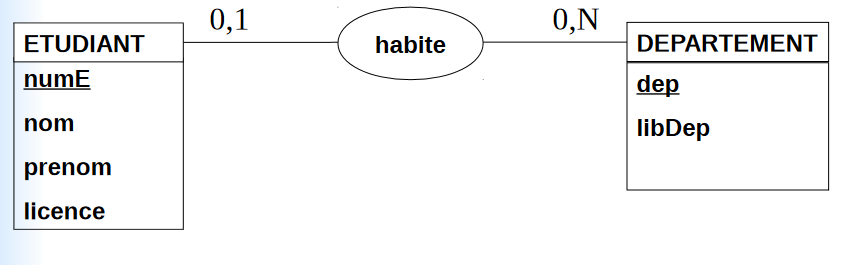 0,1
0,N
ETUDIANT
habite
DEPARTEMENT
numE
nom
prenom
licence
dep
libDep